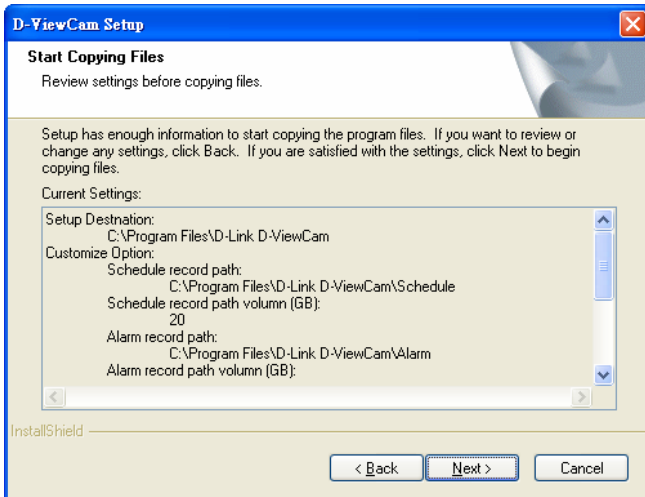 D-ViewCam Setup
Start Copying Files
Review settings before copying files.
Setup has enough information to start copying the program files. If you want to review or
change any settings, click Back. If you are satisfied with the settings, click Next to begin
copying files.
Current Settings:
Setup Destnation:
C:\Program Files\D-Link D-ViewCam
Customize Option:
Schedule record path:
C:\Program Files\D-Link D-ViewCam\Schedule
Schedule record path volumn (GB):
20
Alarm record path:
C:\Program Files\D-Link D-ViewCam\Alarm
Alarm record path volumn (GB):
InstallShield
< Back Next > Cancel